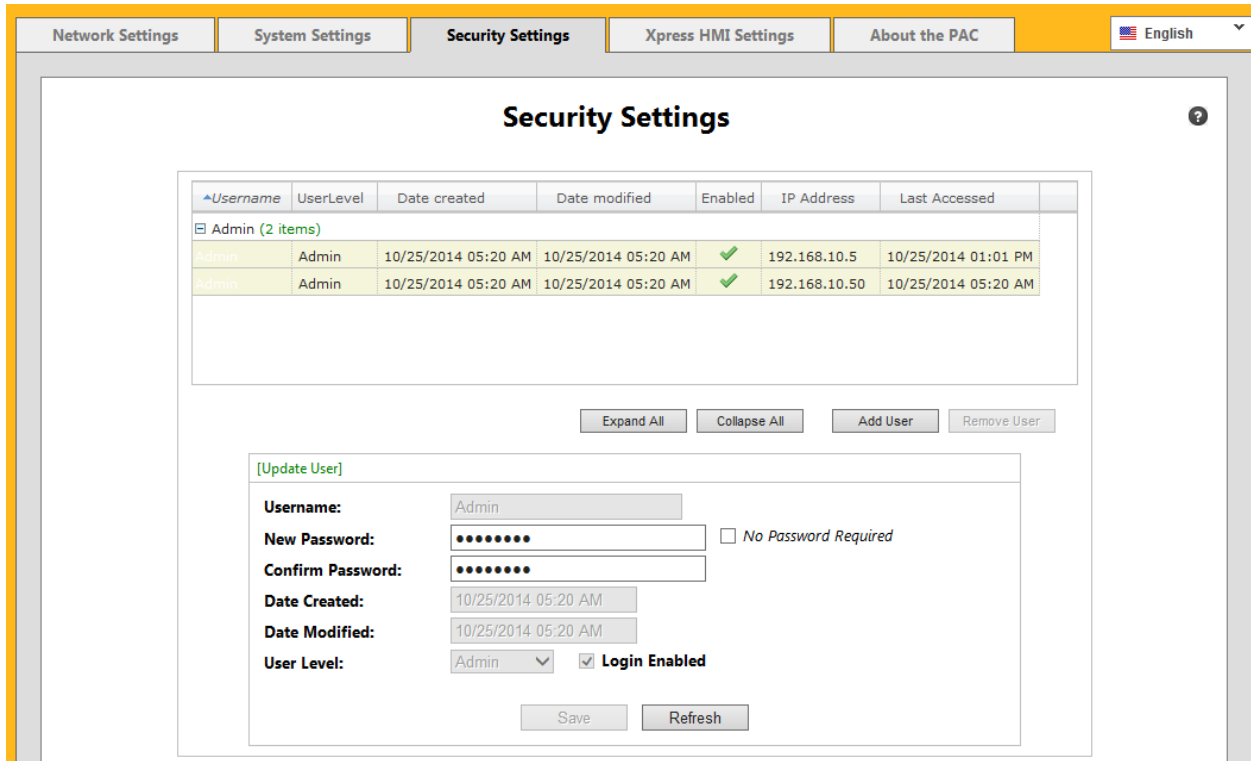 Network Settings System Settings Security Settings Xpress HMI Settings About the PAC English
Security Settings
?
Username UserLevel Date created Date modified Enabled IP Address Last Accessed
Admin (2 items)
Admin Admin 10/25/2014 05:20 AM 10/25/2014 05:20 AM 192.168.10.5 10/25/2014 01:01 PM
Admin Admin 10/25/2014 05:20 AM 10/25/2014 05:20 AM 192.168.10.50 10/25/2014 05:20 AM
Expand All Collapse All Add User Remove User
[Update User]
Username: Admin
New Password: ●●●●●●●● No Password Required
Confirm Password: ●●●●●●●●
Date Created: 10/25/2014 05:20 AM
Date Modified: 10/25/2014 05:20 AM
User Level: Admin Login Enabled
Save Refresh